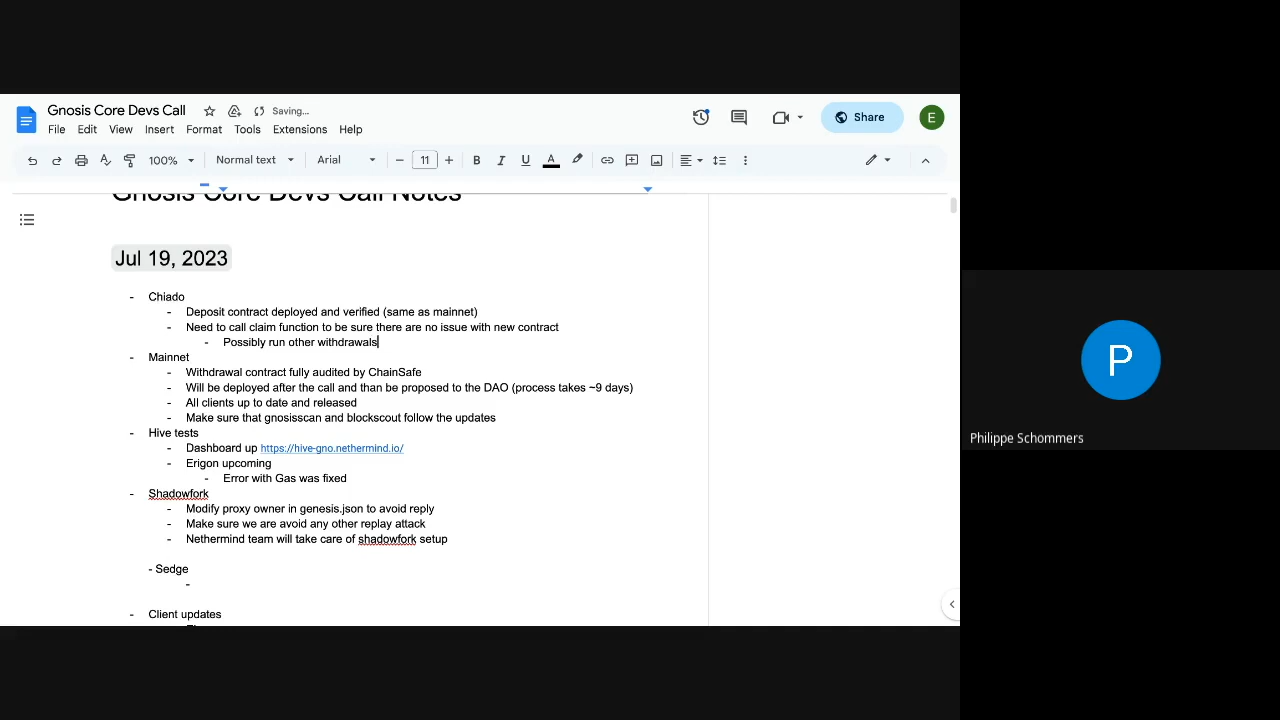 Gnosis Core Devs Call
Saving...
File Edit View Insert Format Tools Extensions Help
Share
E
100% Normal text Arial 11 B I U A
Gnosis Core Devs Call Notes
Jul 19, 2023
- Chiado
- Deposit contract deployed and verified (same as mainnet)
- Need to call claim function to be sure there are no issue with new contract
- Possibly run other withdrawals
- Mainnet
- Withdrawal contract fully audited by ChainSafe
- Will be deployed after the call and than be proposed to the DAO (process takes ~9 days)
- All clients up to date and released
- Make sure that gnosisscan and blockscout follow the updates
- Hive tests
- Dashboard up https://hive-gno.nethermind.io/
- Erigon upcoming
- Error with Gas was fixed
- Shadowfork
- Modify proxy owner in genesis.json to avoid reply
- Make sure we are avoid any other replay attack
- Nethermind team will take care of shadowfork setup
- Sedge
-
- Client updates
P
Philippe Schommers